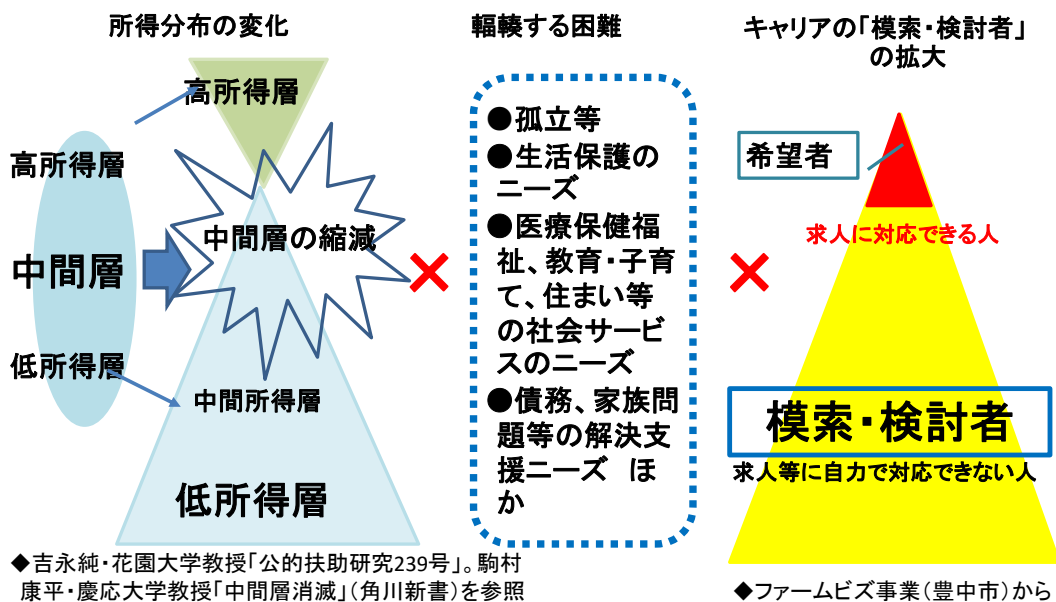 所得分布の変化
高所得層
高所得層
中間層
低所得層
中間層の縮減
中間所得層
低所得層
◆吉永純・花園大学教授「公的扶助研究239号」。駒村
康平・慶応大学教授「中間層消滅」(角川新書)を参照
輻輳する困難
●孤立等
●生活保護の
ニーズ
●医療保健福
祉、教育・子育
て、住まい等
の社会サービ
スのニーズ
●債務、家族問
題等の解決支
援ニーズ ほ
か
キャリアの「模索・検討者」
の拡大
希望者
求人に対応できる人
模索・検討者
求人等に自力で対応できない人
◆ファームビズ事業(豊中市)から